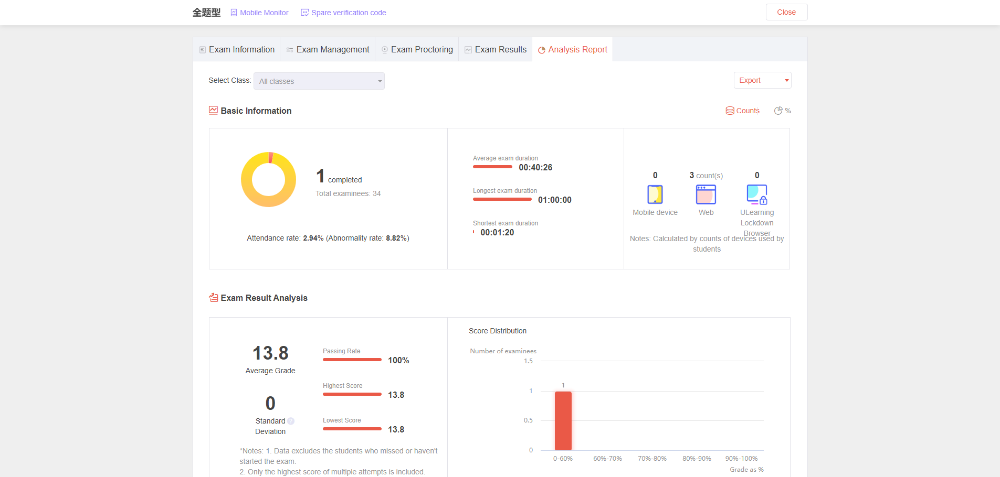 全题型 Mobile Monitor Spare verification code Close
Exam Information Exam Management Exam Proctoring Exam Results Analysis Report
Select Class: All classes Export
Basic Information Counts %
1 completed
Total examinees: 34
Attendance rate: 2.94% (Abnormality rate: 8.82%)
Average exam duration
00:40:26
Longest exam duration
01:00:00
Shortest exam duration
00:01:20
0 3 count(s) 0
Mobile device Web ULearning
Lockdown
Browser
Notes: Calculated by counts of devices used by
students
Exam Result Analysis
13.8
Average Grade
0
Standard ?
Deviation
Passing Rate
100%
Highest Score
13.8
Lowest Score
13.8
*Notes: 1. Data excludes the students who missed or haven't
started the exam.
2. Only the highest score of multiple attempts is included.
Score Distribution
Number of examinees
1.5
1
1
0.5
0
0-60% 60%-70% 70%-80% 80%-90% 90%-100%
Grade as %